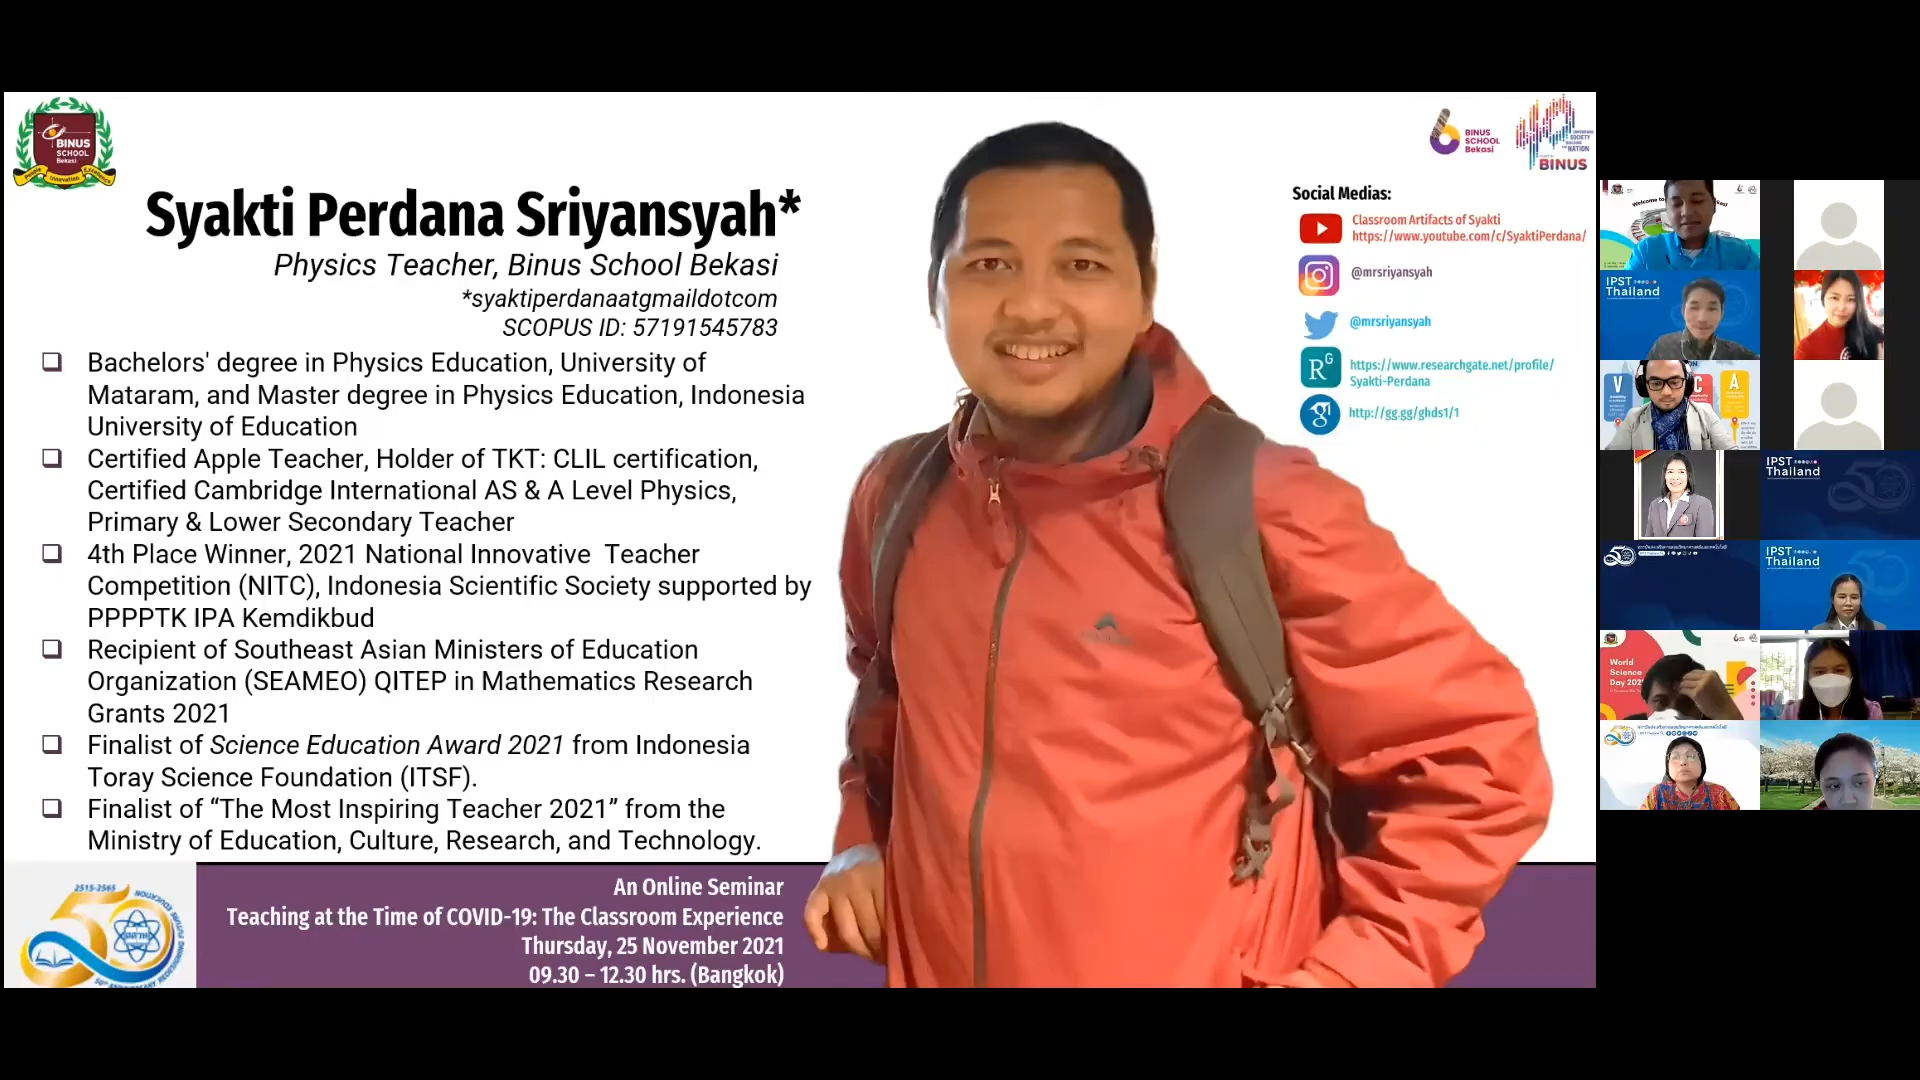 BINUS
SCHOOL
Bekasi
People Innovation Excellence
BINUS
SCHOOL
Bekasi
BINUS
Syakti Perdana Sriyansyah*
Physics Teacher, Binus School Bekasi
*syaktiperdanaatgmaildotcom
SCOPUS ID: 57191545783
❑ Bachelors' degree in Physics Education, University of
Mataram, and Master degree in Physics Education, Indonesia
University of Education
❑ Certified Apple Teacher, Holder of TKT: CLIL certification,
Certified Cambridge International AS & A Level Physics,
Primary & Lower Secondary Teacher
❑ 4th Place Winner, 2021 National Innovative Teacher
Competition (NITC), Indonesia Scientific Society supported by
PPPPTK IPA Kemdikbud
❑ Recipient of Southeast Asian Ministers of Education
Organization (SEAMEO) QITEP in Mathematics Research
Grants 2021
❑ Finalist of Science Education Award 2021 from Indonesia
Toray Science Foundation (ITSF).
❑ Finalist of “The Most Inspiring Teacher 2021” from the
Ministry of Education, Culture, Research, and Technology.
Social Medias:
Classroom Artifacts of Syakti
https://www.youtube.com/c/SyaktiPerdana/
@mrsriyansyah
@mrsriyansyah
RG
https://www.researchgate.net/profile/
Syakti-Perdana
http://gg.gg/ghds1/1
2515-2565
An Online Seminar
Teaching at the Time of COVID-19: The Classroom Experience
Thursday, 25 November 2021
09.30 – 12.30 hrs. (Bangkok)
IPST
Thailand
V
C
A
IPST
Thailand
IPST
Thailand
World
Science